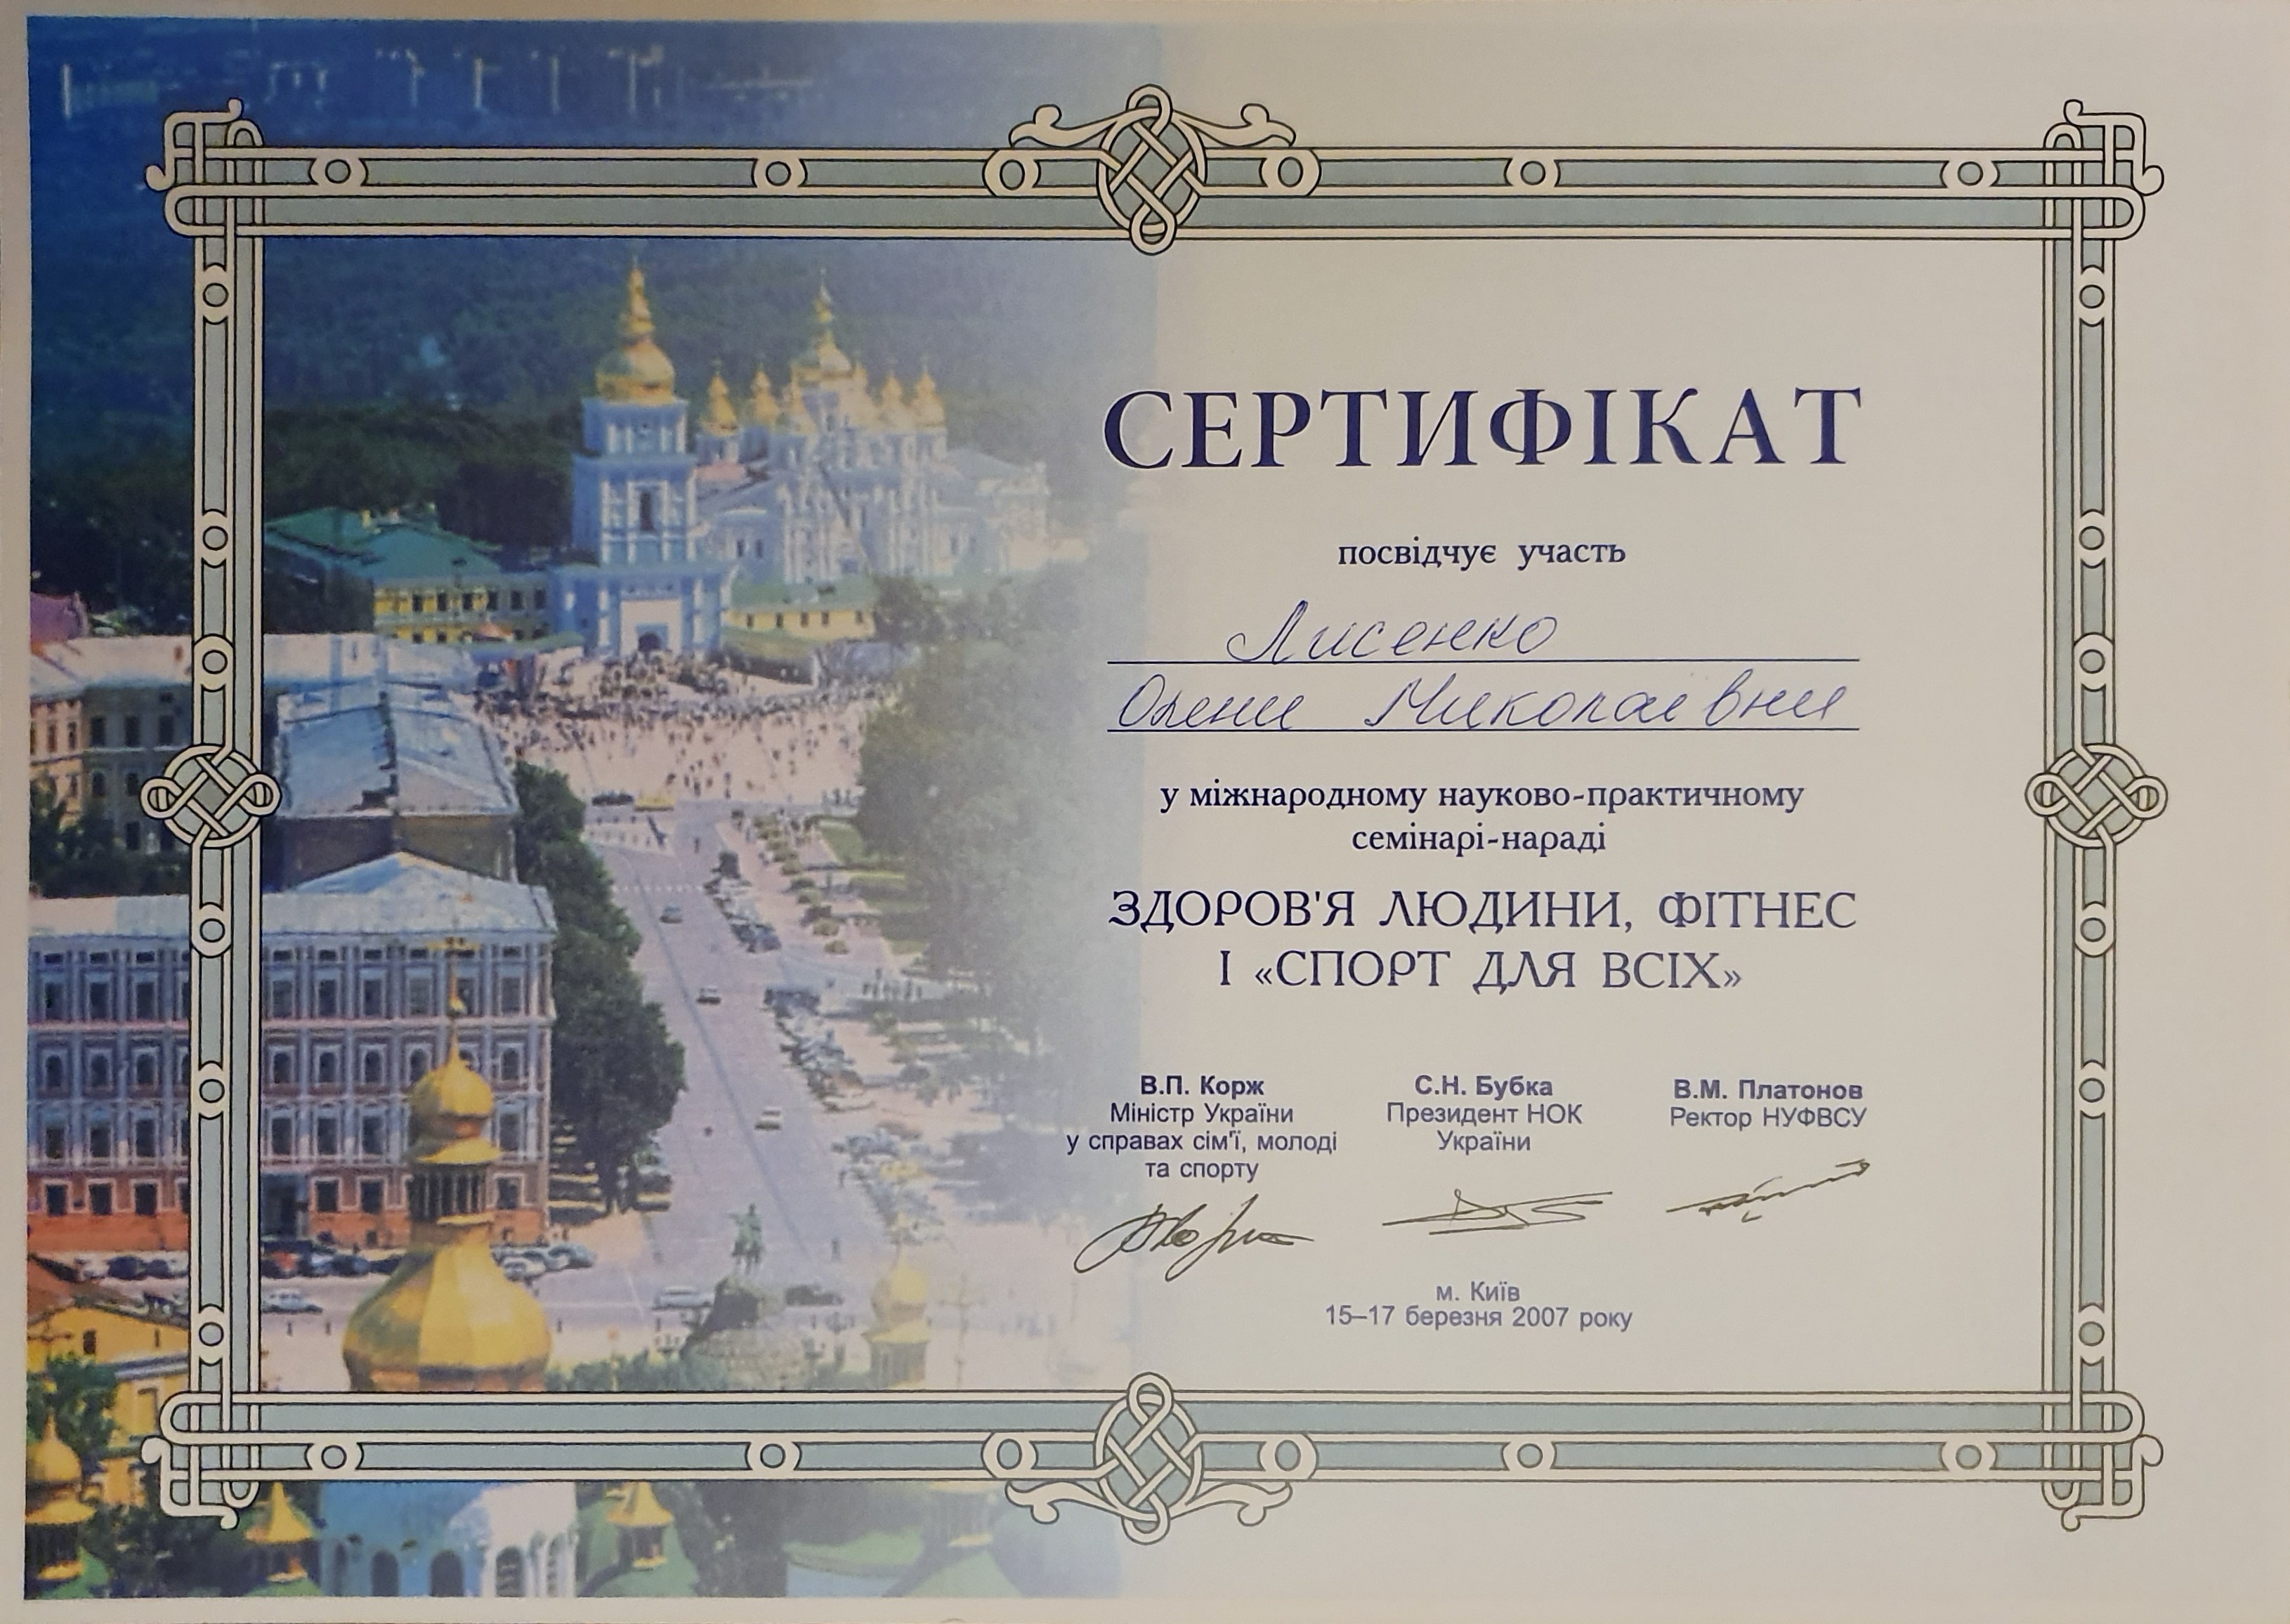 СЕРТИФІКАТ
посвідчує участь
Лисенко
Олени Миколаївни
у міжнародному науково-практичному
семінарі-нараді
ЗДОРОВ'Я ЛЮДИНИ, ФІТНЕС
І «СПОРТ ДЛЯ ВСІХ»
В.П. Корж
Міністр України
у справах сім'ї, молоді
та спорту
С.Н. Бубка
Президент НОК
України
В.М. Платонов
Ректор НУФВСУ
м. Київ
15–17 березня 2007 року